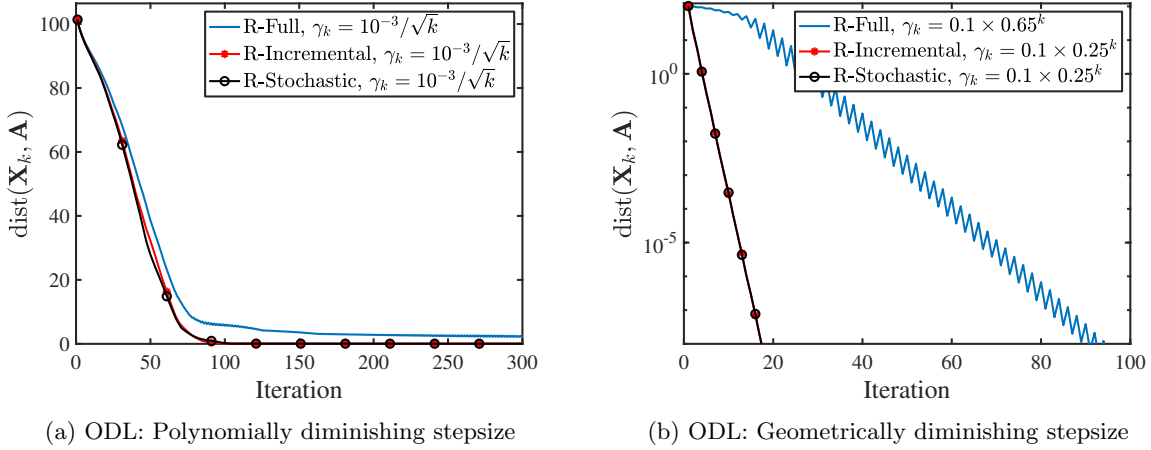 100
80
60
40
20
0
0
50
100
150
200
250
300
dist(X_k, A)
Iteration
R-Full, γ_k = 10^{-3}/√k
R-Incremental, γ_k = 10^{-3}/√k
R-Stochastic, γ_k = 10^{-3}/√k
(a) ODL: Polynomially diminishing stepsize
10^0
10^{-5}
0
20
40
60
80
100
dist(X_k, A)
Iteration
R-Full, γ_k = 0.1 × 0.65^k
R-Incremental, γ_k = 0.1 × 0.25^k
R-Stochastic, γ_k = 0.1 × 0.25^k
(b) ODL: Geometrically diminishing stepsize